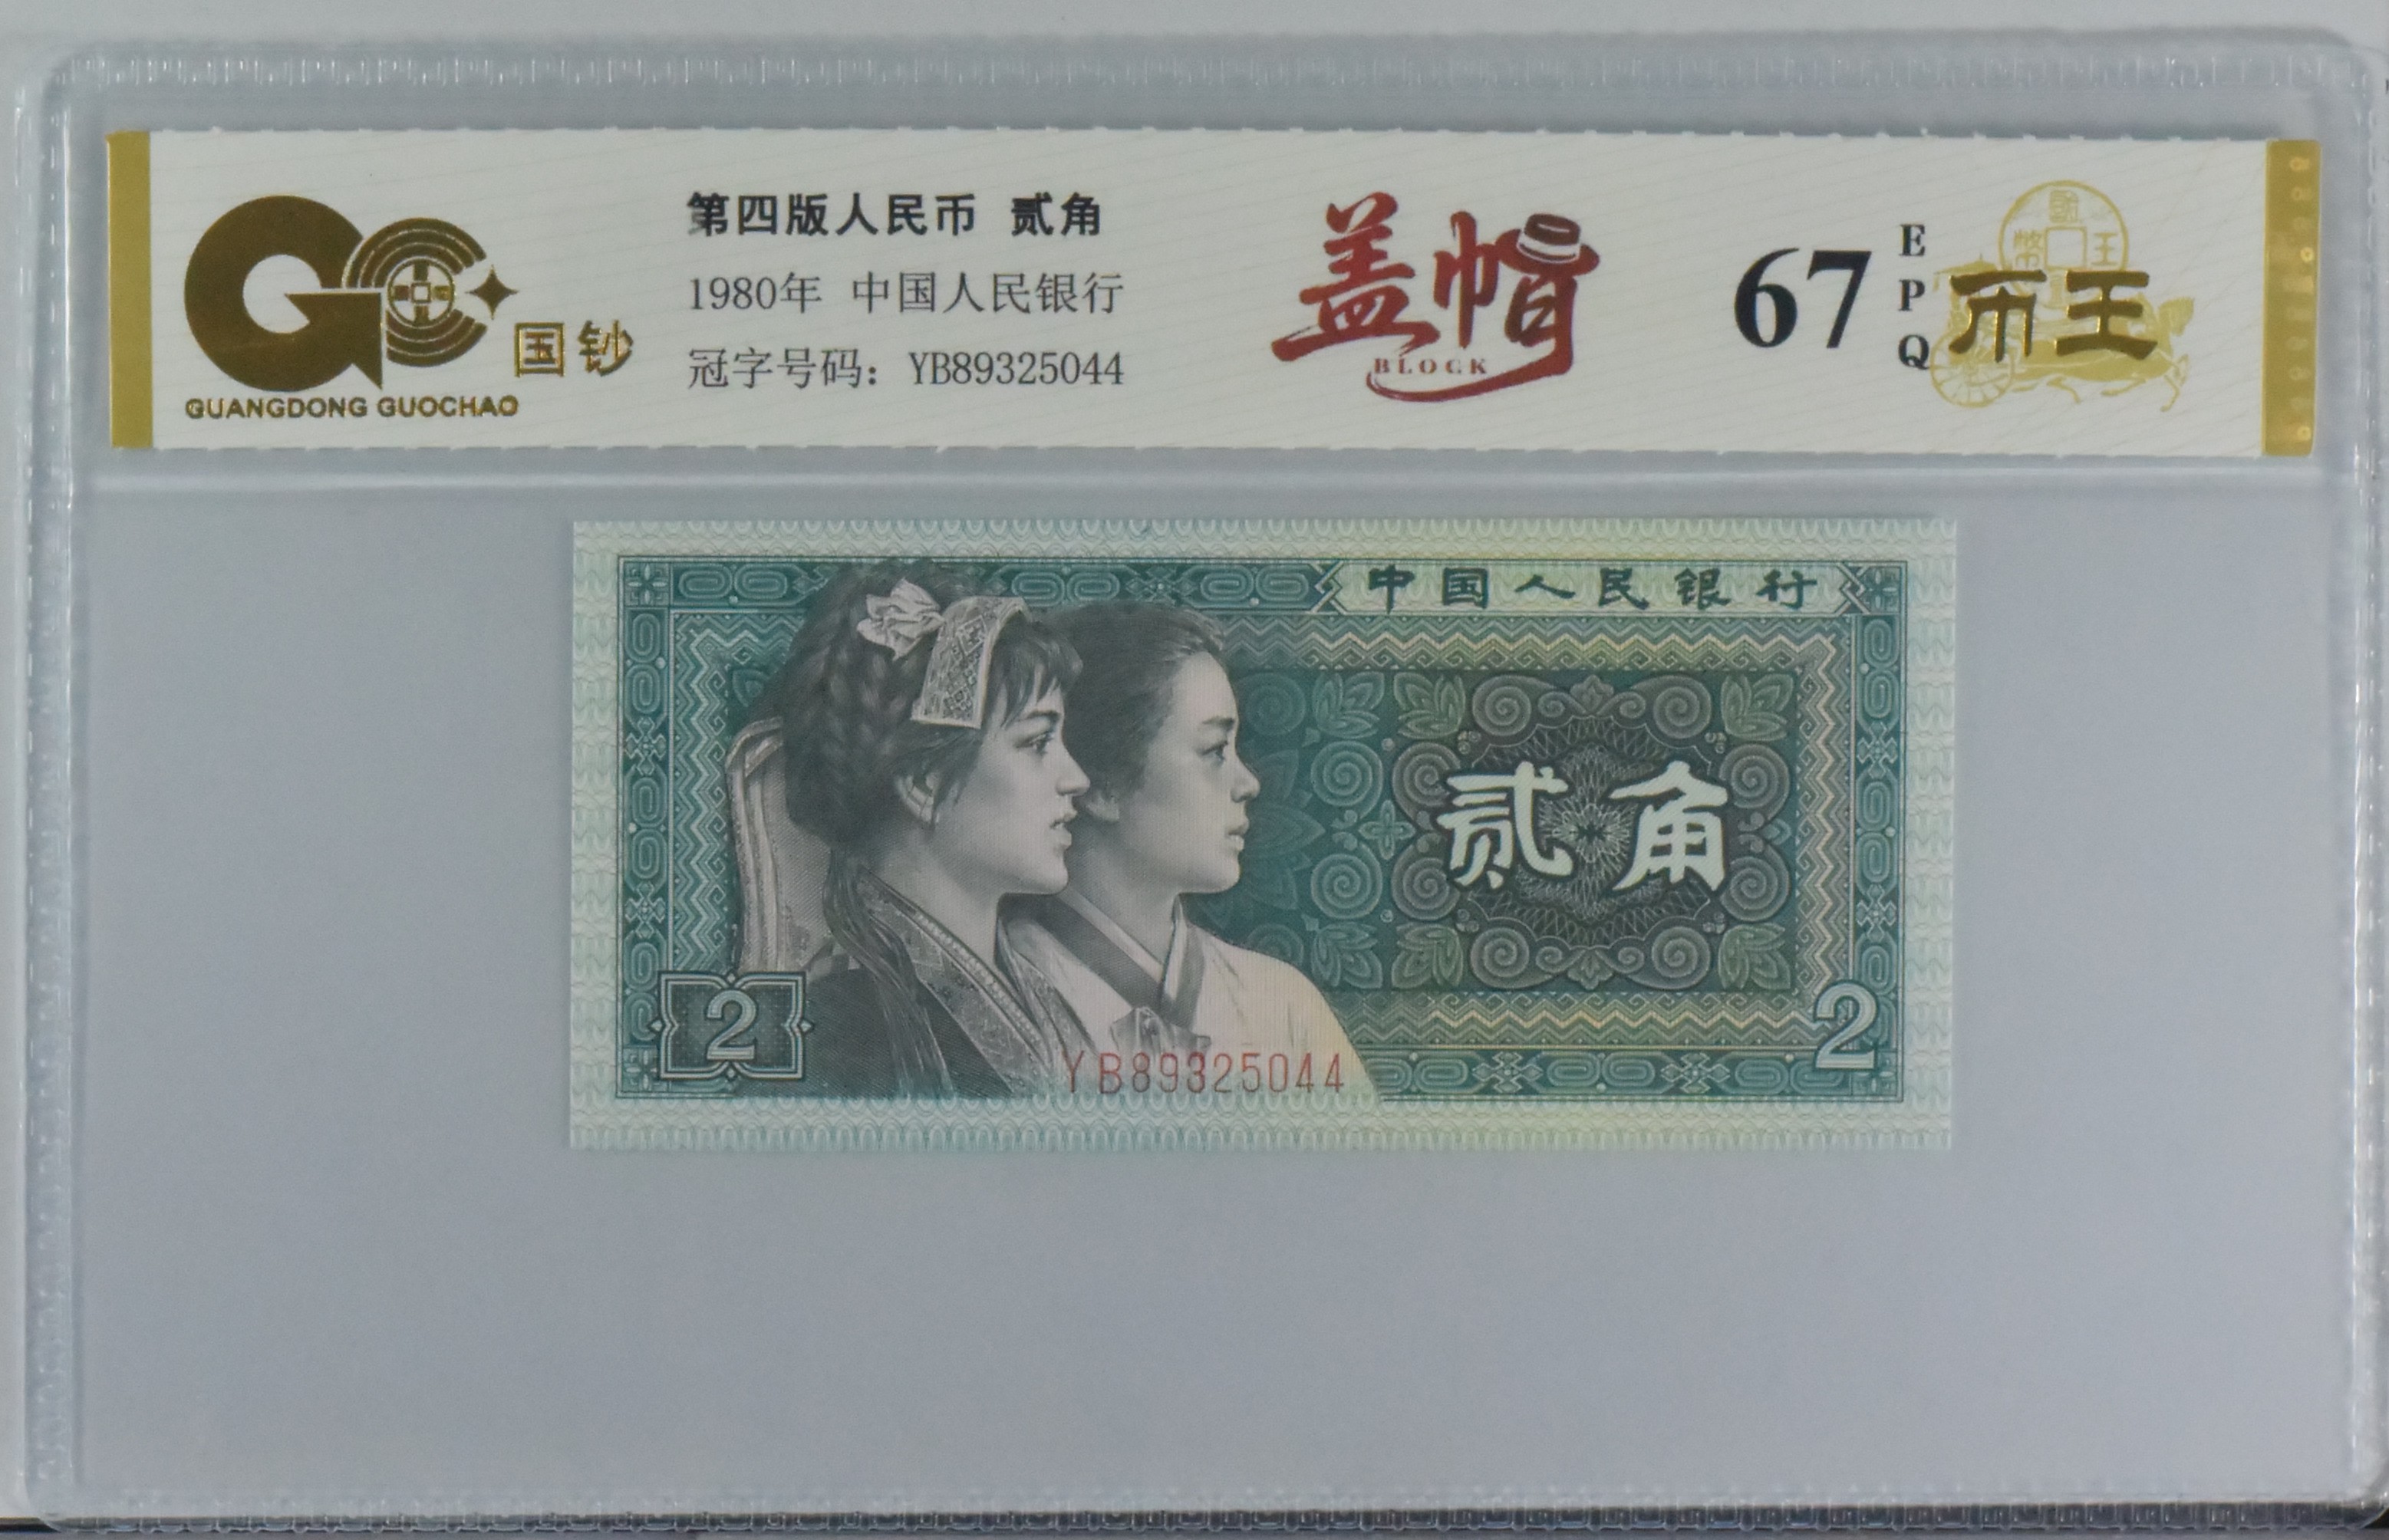 国钞
GUANGDONG GUOCHAO
第四版人民币 贰角
1980年 中国人民银行
冠字号码：YB89325044
盖帽
BLOCK
67
EPQ
币王
中国人民银行
贰角
2
2
YB89325044